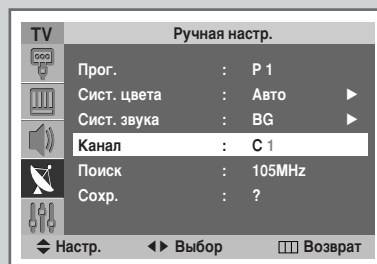 TV Ручная настр.
Прог. : P 1
Сист. цвета : Авто ▶
Сист. звука : BG ▶
Канал : C 1
Поиск : 105MHz
Сохр. : ?
Настр. Выбор Возврат